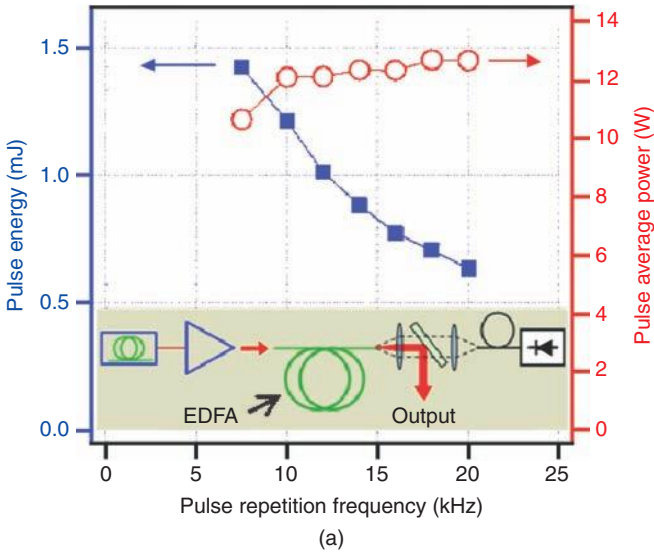 1.5
1.0
0.5
0.0
Pulse energy (mJ)
14
12
10
8
6
4
2
0
Pulse average power (W)
EDFA
Output
0 5 10 15 20 25
Pulse repetition frequency (kHz)
(a)